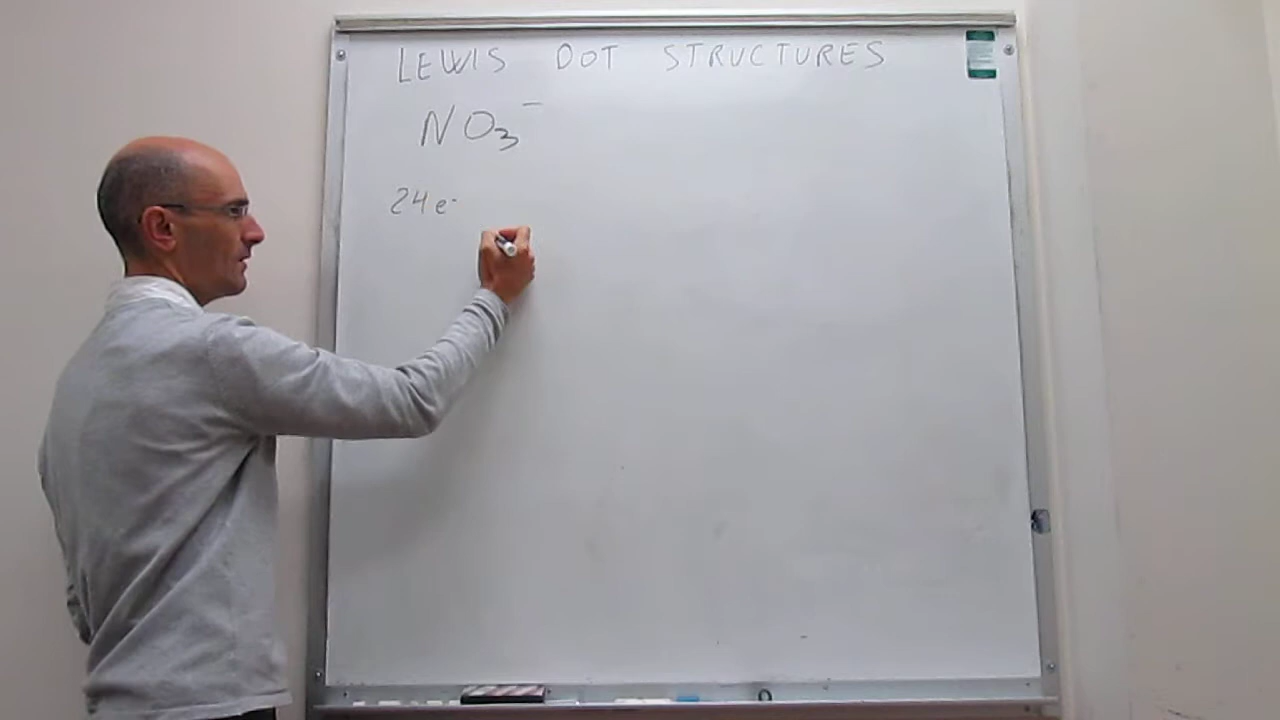 LEWIS DOT STRUCTURES
NO₃⁻
24e⁻